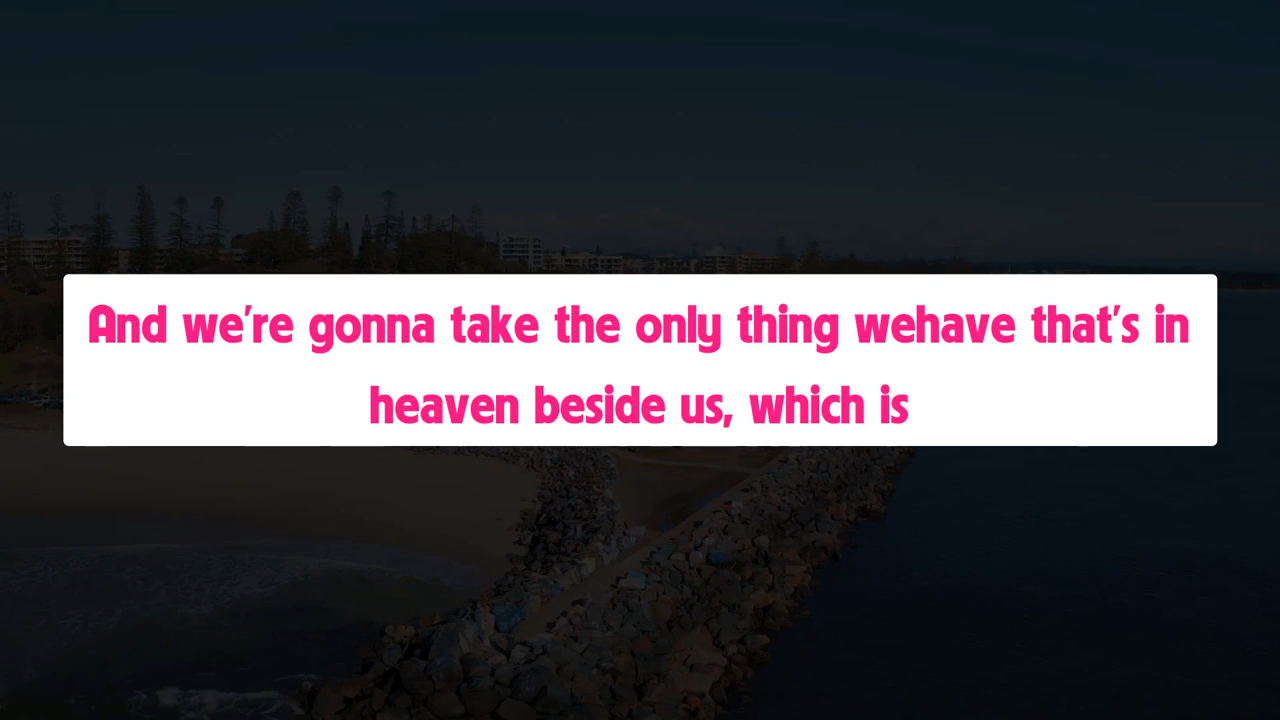 And we're gonna take the only thing wehave that's in
heaven beside us, which is